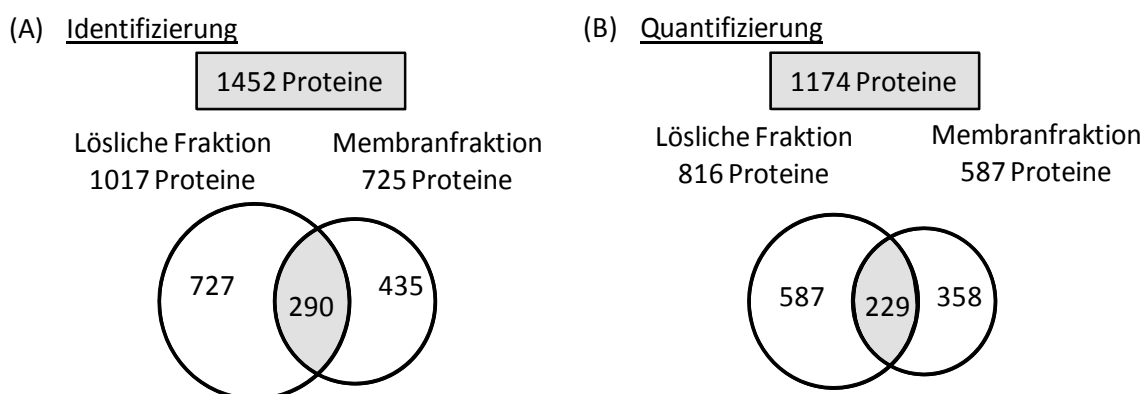 (A) Identifizierung
1452 Proteine
Lösliche Fraktion
1017 Proteine
Membranfraktion
725 Proteine
727
290
435
(B) Quantifizierung
1174 Proteine
Lösliche Fraktion
816 Proteine
Membranfraktion
587 Proteine
587
229
358